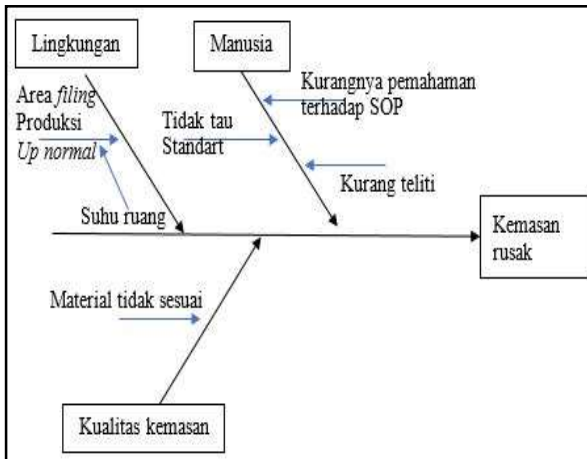 Lingkungan
Manusia
Area filing
Produksi
Up normal
Suhu ruang
Tidak tau
Standart
Kurangnya pemahaman
terhadap SOP
Kurang teliti
Kemasan
rusak
Material tidak sesuai
Kualitas kemasan